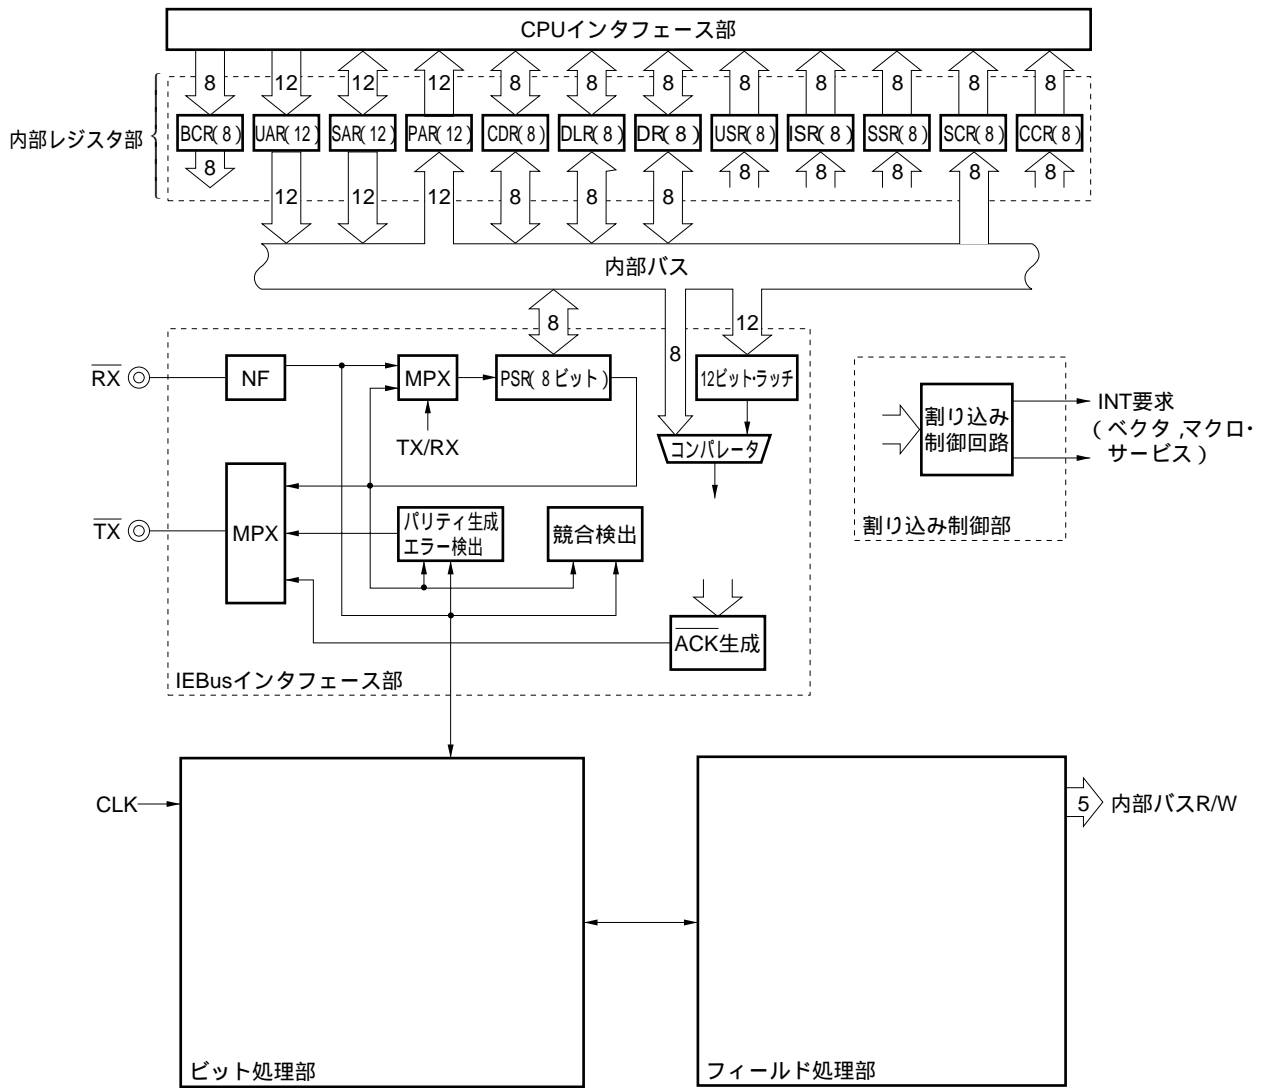 CPUインタフェース部
8 12 12 12 8 8 8 8 8 8 8 8
内部レジスタ部
BCR(8) UAR(12) SAR(12) PAR(12) CDR(8) DLR(8) DR(8) USR(8) ISR(8) SSR(8) SCR(8) CCR(8)
8 8 8 8 8
12 12 12 8 8 8
内部バス
8 12
8
RX
NF
MPX
PSR(8ビット)
12ビット・ラッチ
TX/RX
コンパレータ
割り込み
制御回路
INT要求
(ベクタ,マクロ・
サービス)
割り込み制御部
TX
MPX
パリティ生成
エラー検出
競合検出
ACK生成
IEBusインタフェース部
CLK
5
内部バスR/W
ビット処理部
フィールド処理部